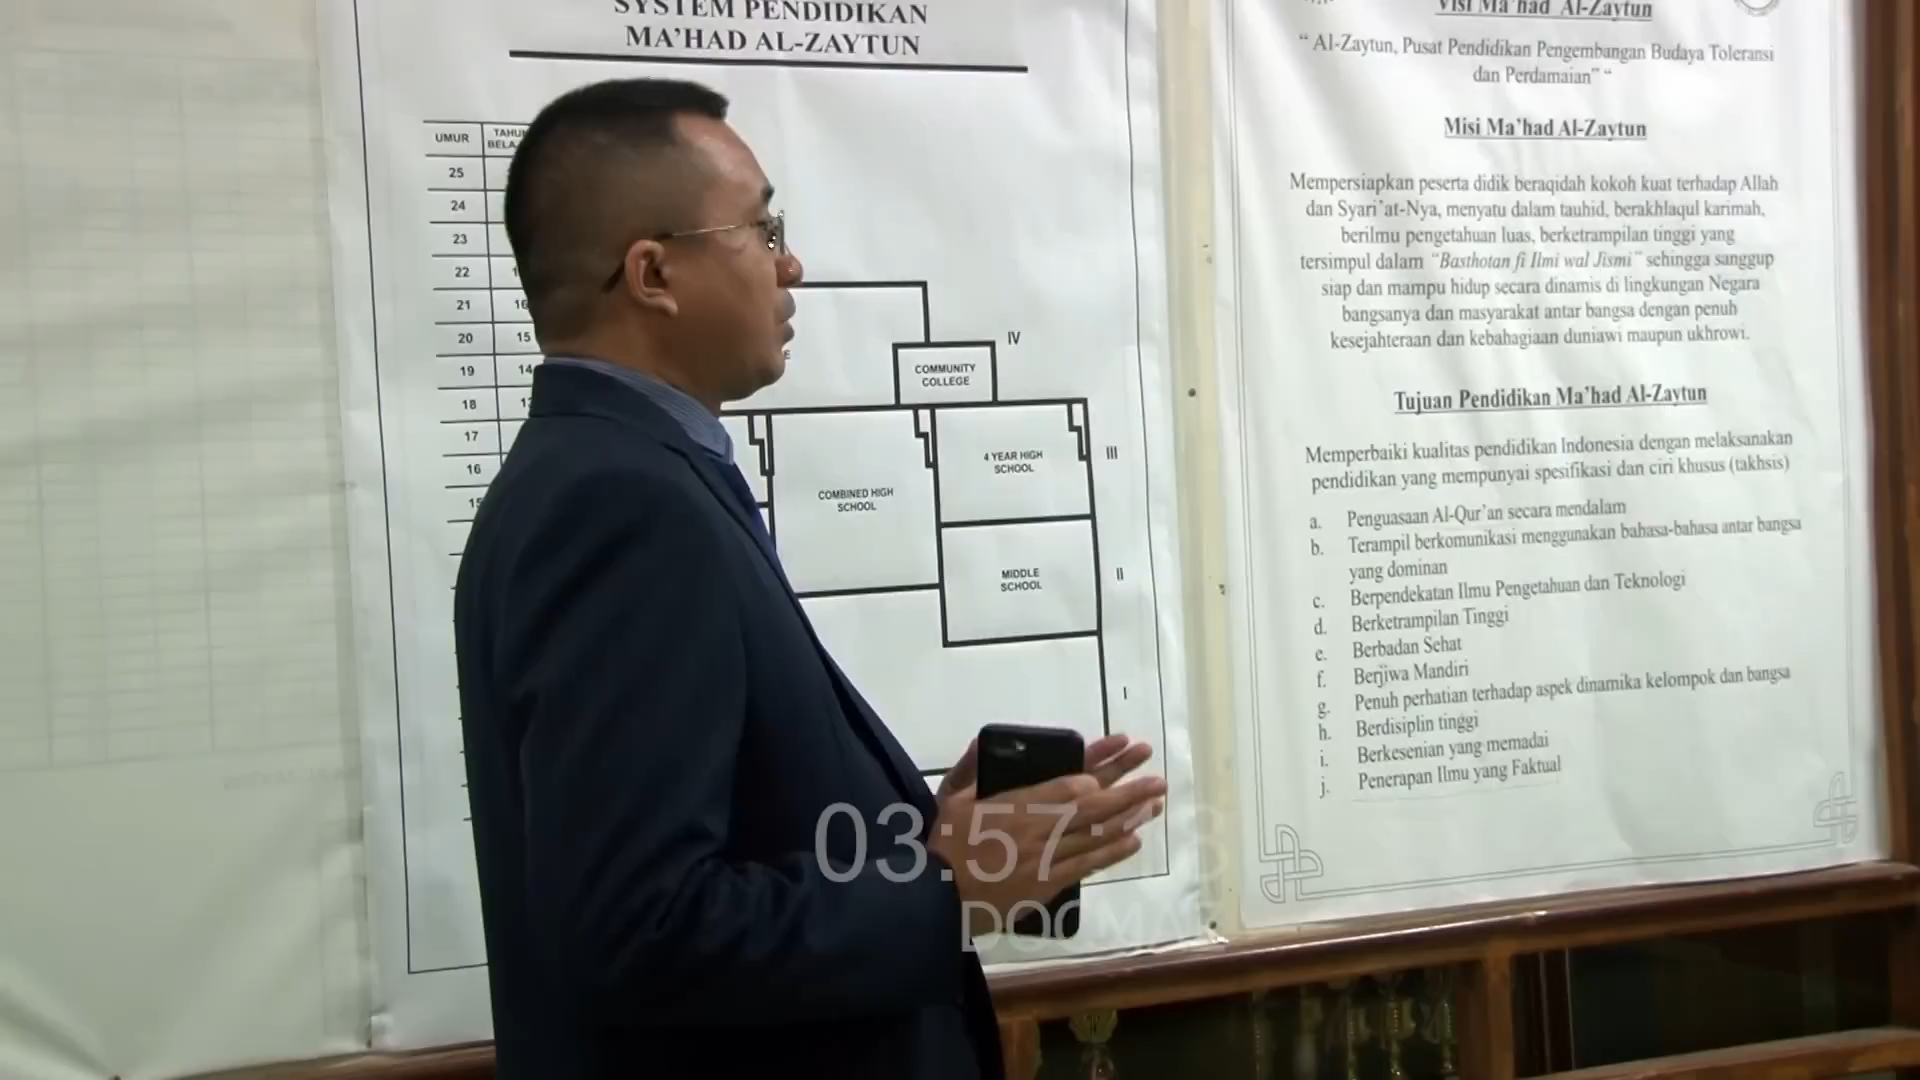 SYSTEM PENDIDIKAN
MA'HAD AL-ZAYTUN
UMUR
TAHUN
25
24
23
22
21
16
20
15
19
14
18
17
16
COMMUNITY
COLLEGE
IV
COMBINED HIGH
SCHOOL
4 YEAR HIGH
SCHOOL
III
MIDDLE
SCHOOL
II
I
Visi Ma'had Al-Zaytun
“ Al-Zaytun, Pusat Pendidikan Pengembangan Budaya Toleransi
dan Perdamaian” “
Misi Ma'had Al-Zaytun
Mempersiapkan peserta didik beraqidah kokoh kuat terhadap Allah
dan Syari'at-Nya, menyatu dalam tauhid, berakhlaqul karimah,
berilmu pengetahuan luas, berketrampilan tinggi yang
tersimpul dalam “Basthotan fi Ilmi wal Jismi” sehingga sanggup
siap dan mampu hidup secara dinamis di lingkungan Negara
bangsanya dan masyarakat antar bangsa dengan penuh
kesejahteraan dan kebahagiaan duniawi maupun ukhrowi.
Tujuan Pendidikan Ma'had Al-Zaytun
Memperbaiki kualitas pendidikan Indonesia dengan melaksanakan
pendidikan yang mempunyai spesifikasi dan ciri khusus (takhsis)
a. Penguasaan Al-Qur'an secara mendalam
b. Terampil berkomunikasi menggunakan bahasa-bahasa antar bangsa
yang dominan
c. Berpendekatan Ilmu Pengetahuan dan Teknologi
d. Berketrampilan Tinggi
e. Berbadan Sehat
f. Berjiwa Mandiri
g. Penuh perhatian terhadap aspek dinamika kelompok dan bangsa
h. Berdisiplin tinggi
i. Berkesenian yang memadai
j. Penerapan Ilmu yang Faktual
03:57